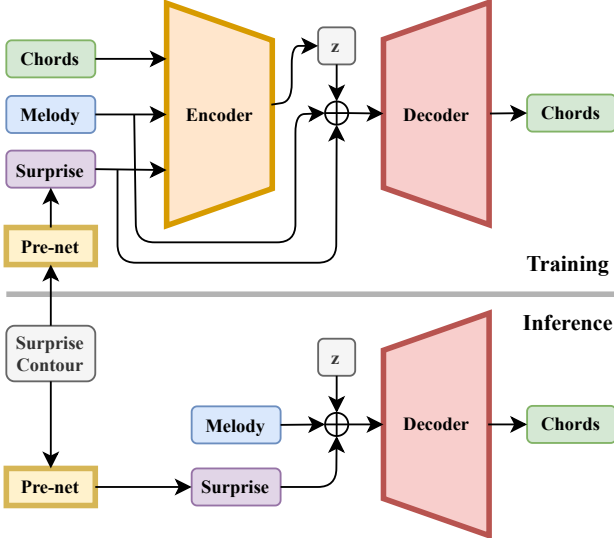 Chords
z
Melody
Encoder
Decoder
Chords
Surprise
Pre-net
Training
Inference
Surprise
Contour
z
Melody
Decoder
Chords
Pre-net
Surprise